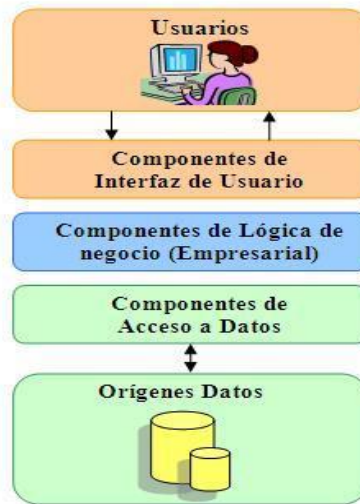 Usuarios
Componentes de
Interfaz de Usuario
Componentes de Lógica de
negocio (Empresarial)
Componentes de
Acceso a Datos
Orígenes Datos